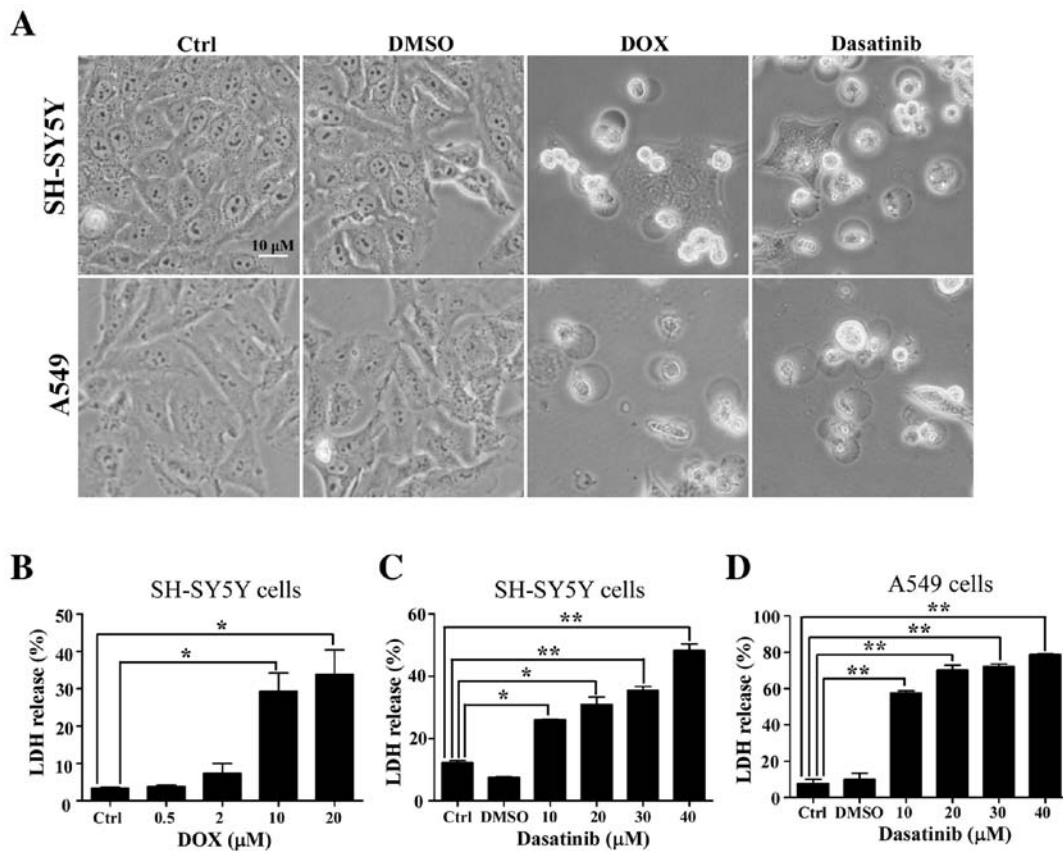 A
Ctrl DMSO DOX Dasatinib
SH-SY5Y
10 μM
A549
B
SH-SY5Y cells
LDH release (%)
50
40
30
20
10
0
* *
Ctrl 0.5 2 10 20
DOX (μM)
C
SH-SY5Y cells
LDH release (%)
60
40
20
0
** ** * *
Ctrl DMSO 10 20 30 40
Dasatinib (μM)
D
A549 cells
LDH release (%)
100
80
60
40
20
0
** ** ** **
Ctrl DMSO 10 20 30 40
Dasatinib (μM)